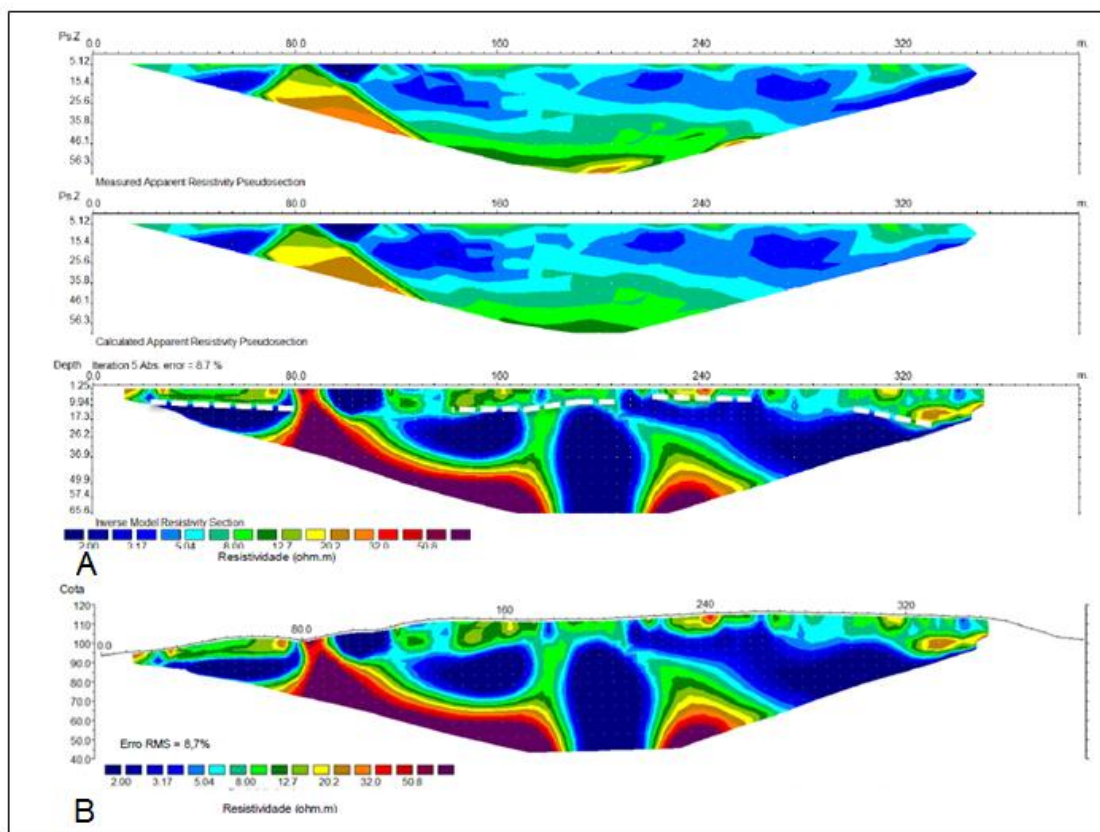 Ps.Z 0.0 80.0 160 240 320 m.
5.12
15.4
25.6
35.8
46.1
56.3
Measured Apparent Resistivity Pseudosection
Ps.Z 0.0 80.0 160 240 320 m.
5.12
15.4
25.6
35.8
46.1
56.3
Calculated Apparent Resistivity Pseudosection
Depth Iteration 5 Abs. error = 8.7 %
0.0 80.0 160 240 320 m.
1.25
9.94
17.3
26.2
36.9
49.9
57.4
65.6
Inverse Model Resistivity Section
2.00 3.17 5.04 8.00 12.7 20.2 32.0 50.8
Resistividade (ohm.m)
A
Cota
120
110
100
90.0
80.0
70.0
60.0
50.0
40.0
0.0 80.0 160 240 320
Erro RMS = 8,7%
2.00 3.17 5.04 8.00 12.7 20.2 32.0 50.8
Resistividade (ohm.m)
B